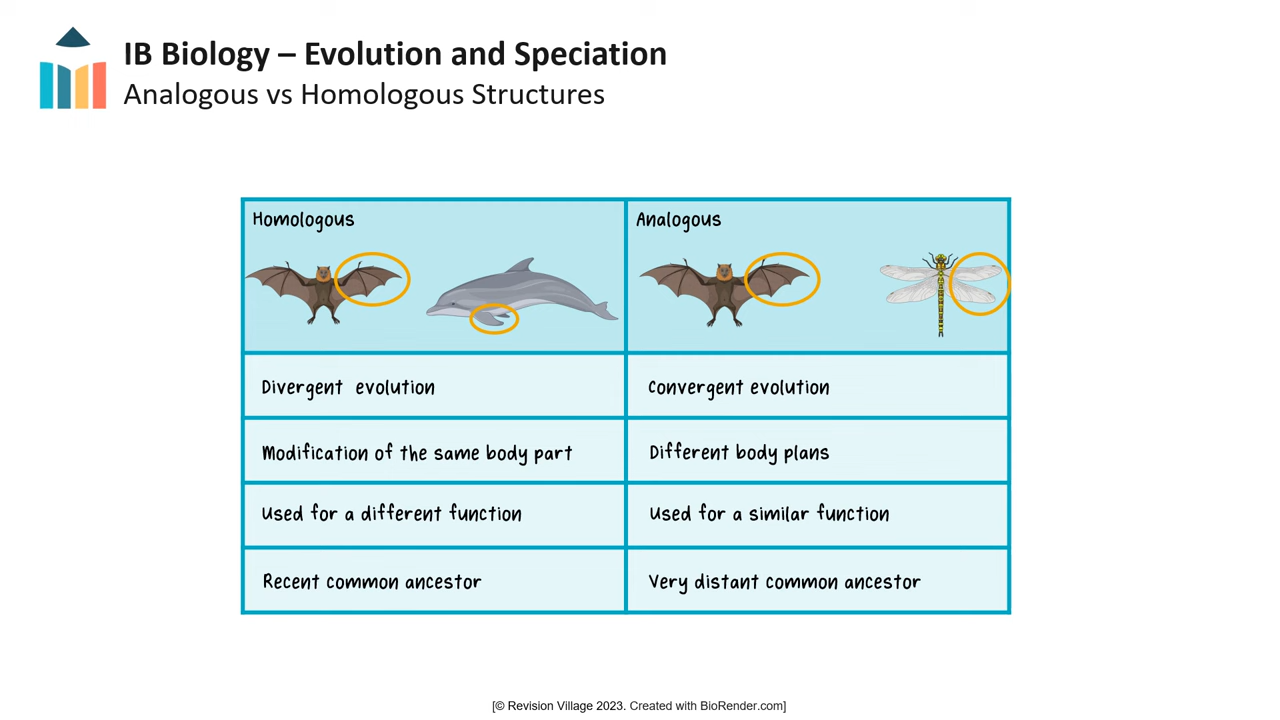 IB Biology – Evolution and Speciation
Analogous vs Homologous Structures
Homologous
Analogous
Divergent evolution
Convergent evolution
Modification of the same body part
Different body plans
Used for a different function
Used for a similar function
Recent common ancestor
Very distant common ancestor
[© Revision Village 2023. Created with BioRender.com]